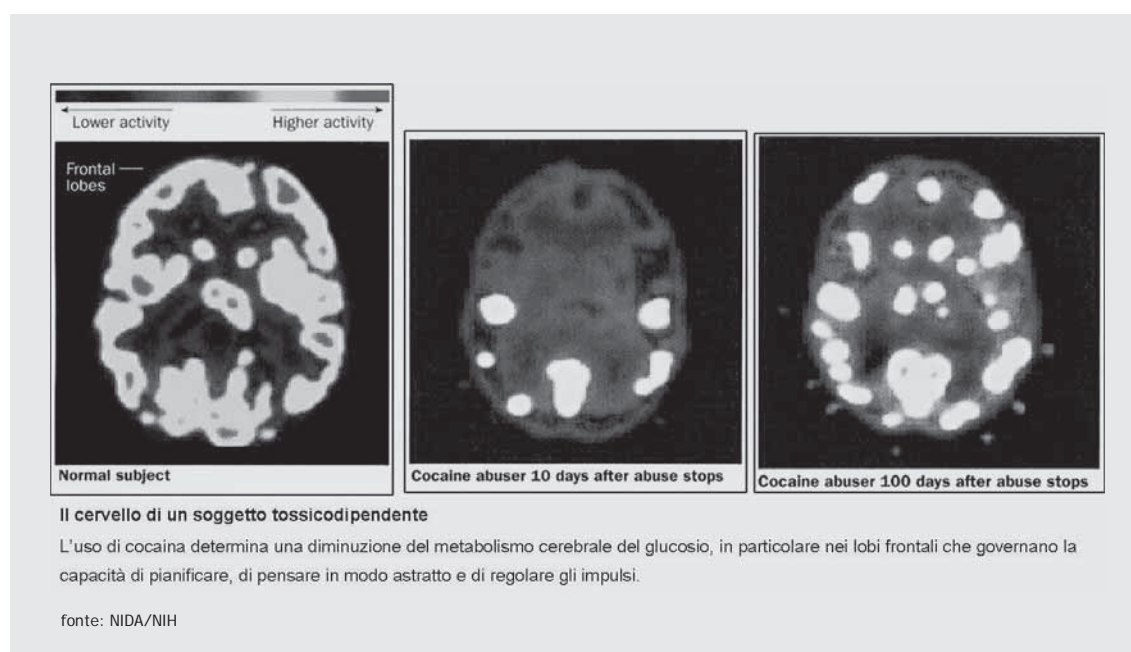 Lower activity
Higher activity
Frontal
lobes
Normal subject
Cocaine abuser 10 days after abuse stops
Cocaine abuser 100 days after abuse stops
Il cervello di un soggetto tossicodipendente
L'uso di cocaina determina una diminuzione del metabolismo cerebrale del glucosio, in particolare nei lobi frontali che governano la
capacità di pianificare, di pensare in modo astratto e di regolare gli impulsi.
fonte: NIDA/NIH